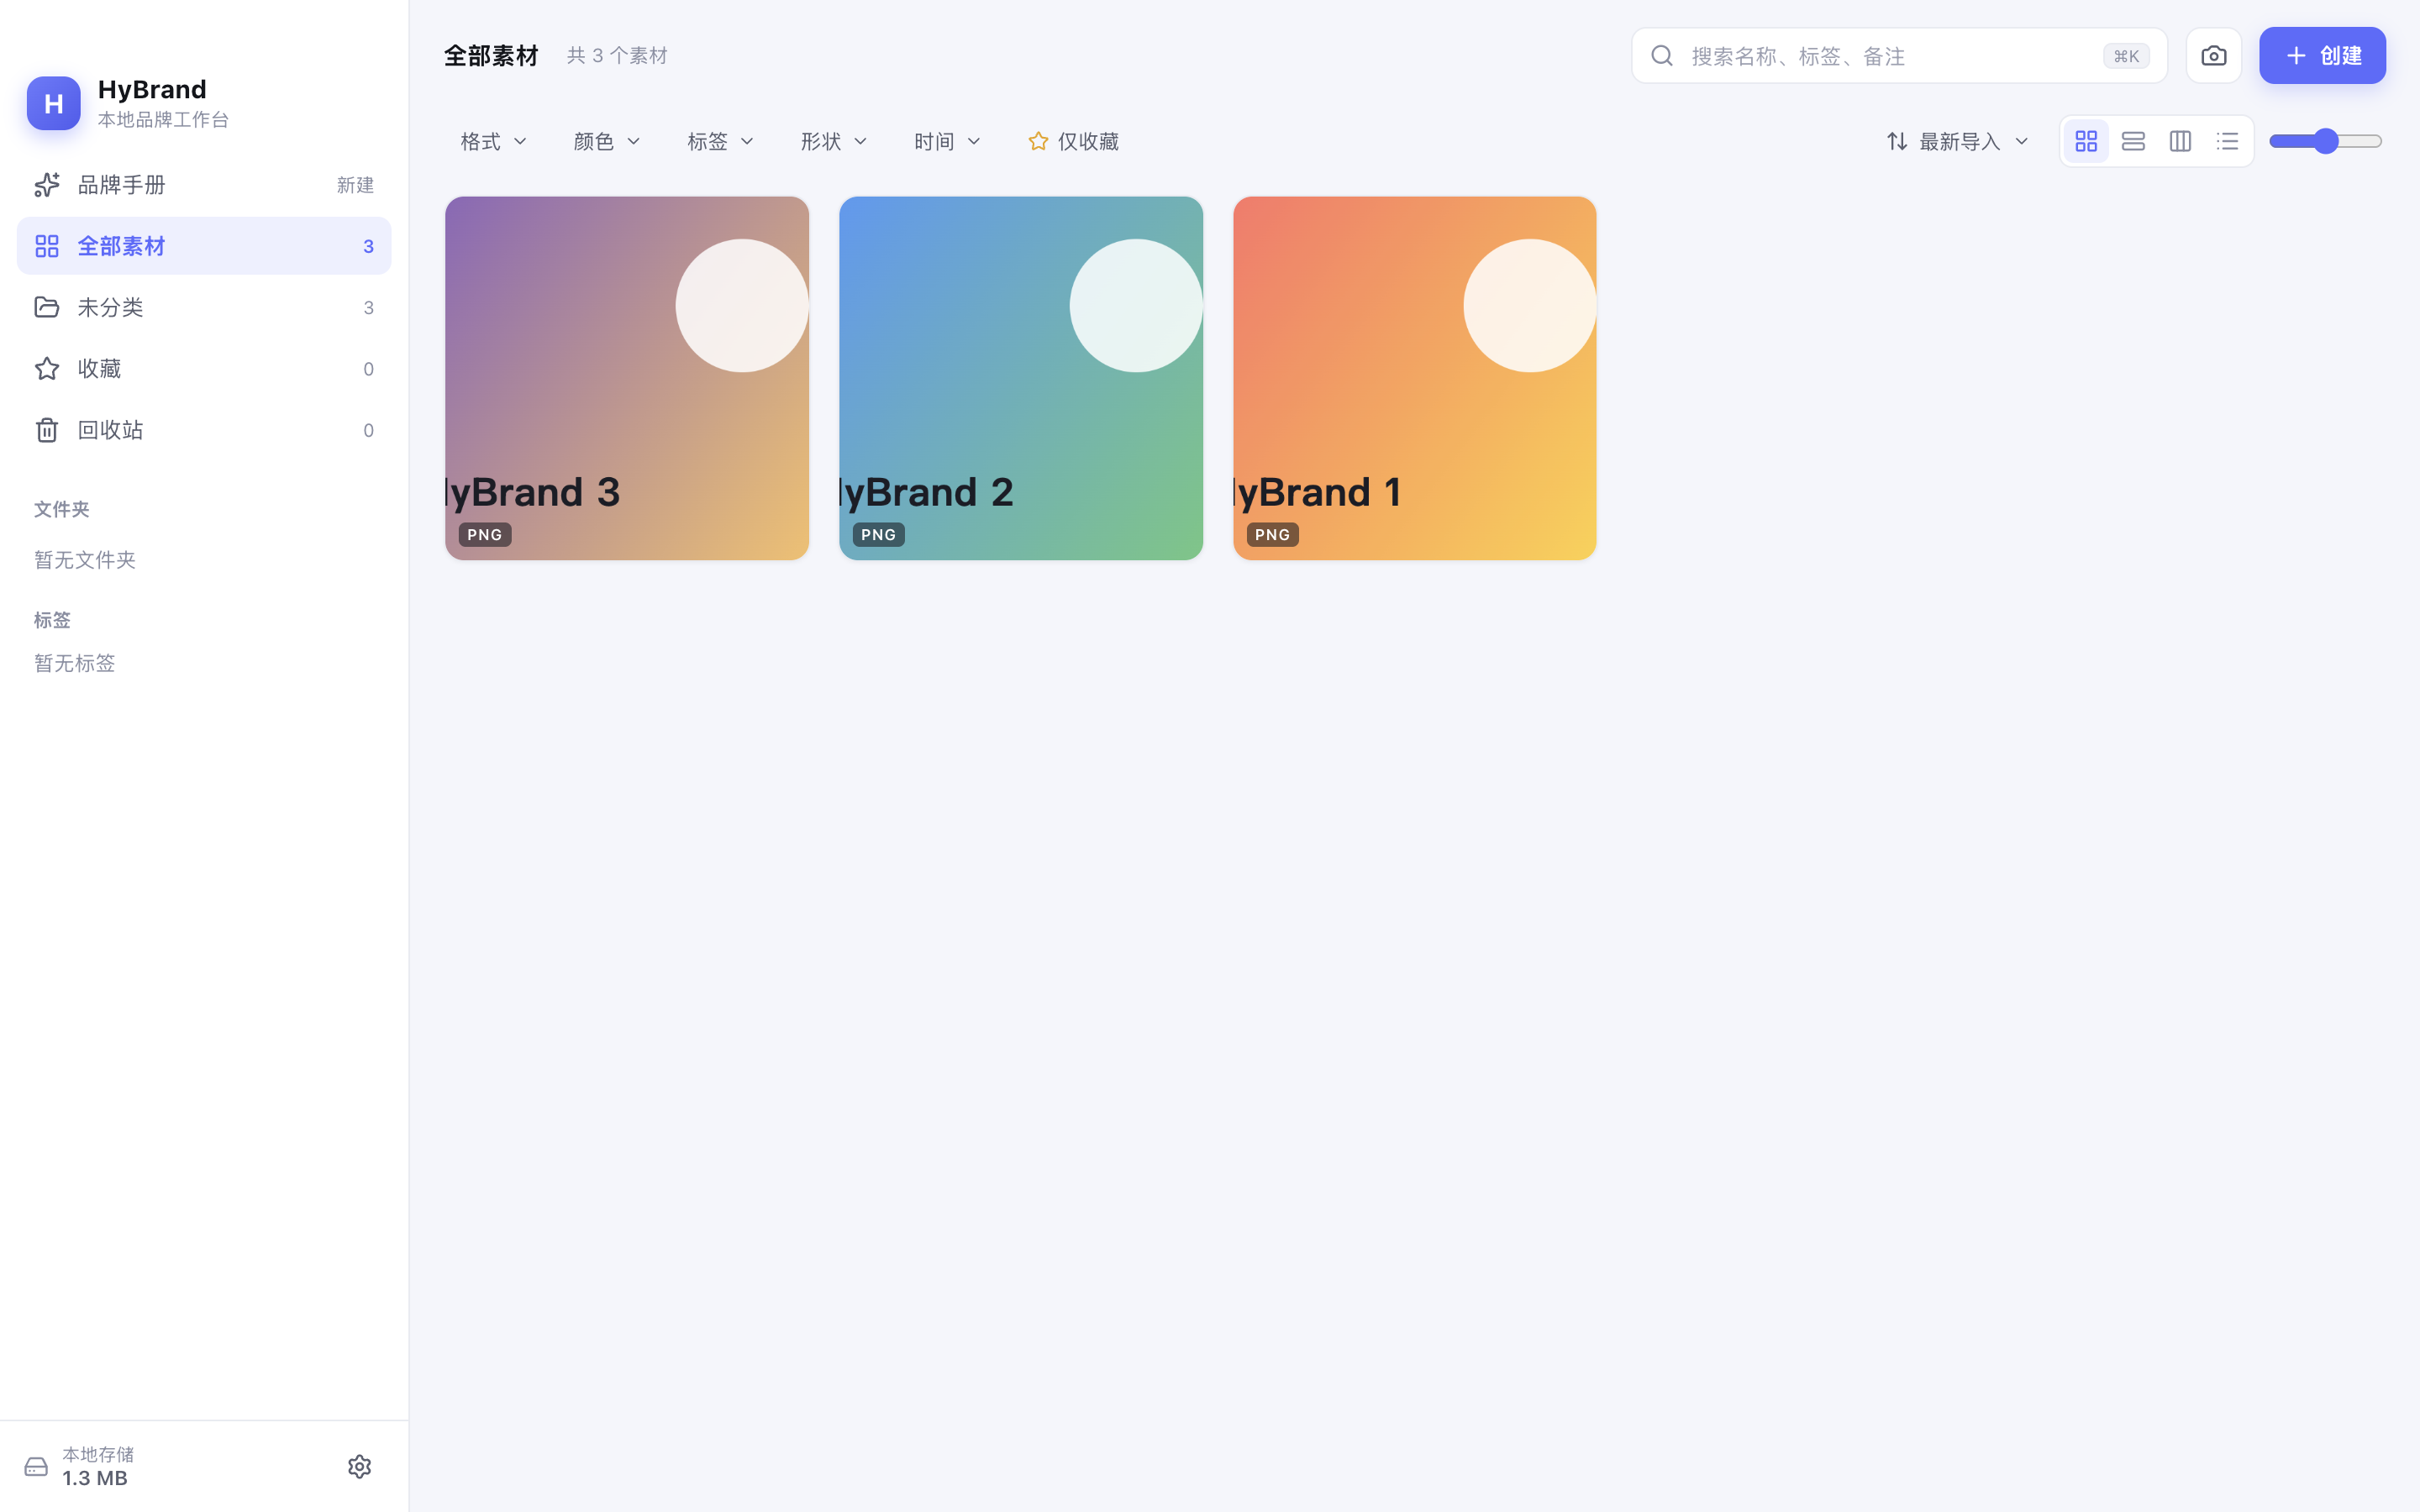 H
HyBrand
本地品牌工作台
品牌手册 新建
全部素材 3
未分类 3
收藏 0
回收站 0
文件夹
暂无文件夹
标签
暂无标签
本地存储
1.3 MB
全部素材 共 3 个素材
搜索名称、标签、备注 ⌘K
创建
格式 颜色 标签 形状 时间 仅收藏
最新导入
yBrand 3
PNG
yBrand 2
PNG
yBrand 1
PNG